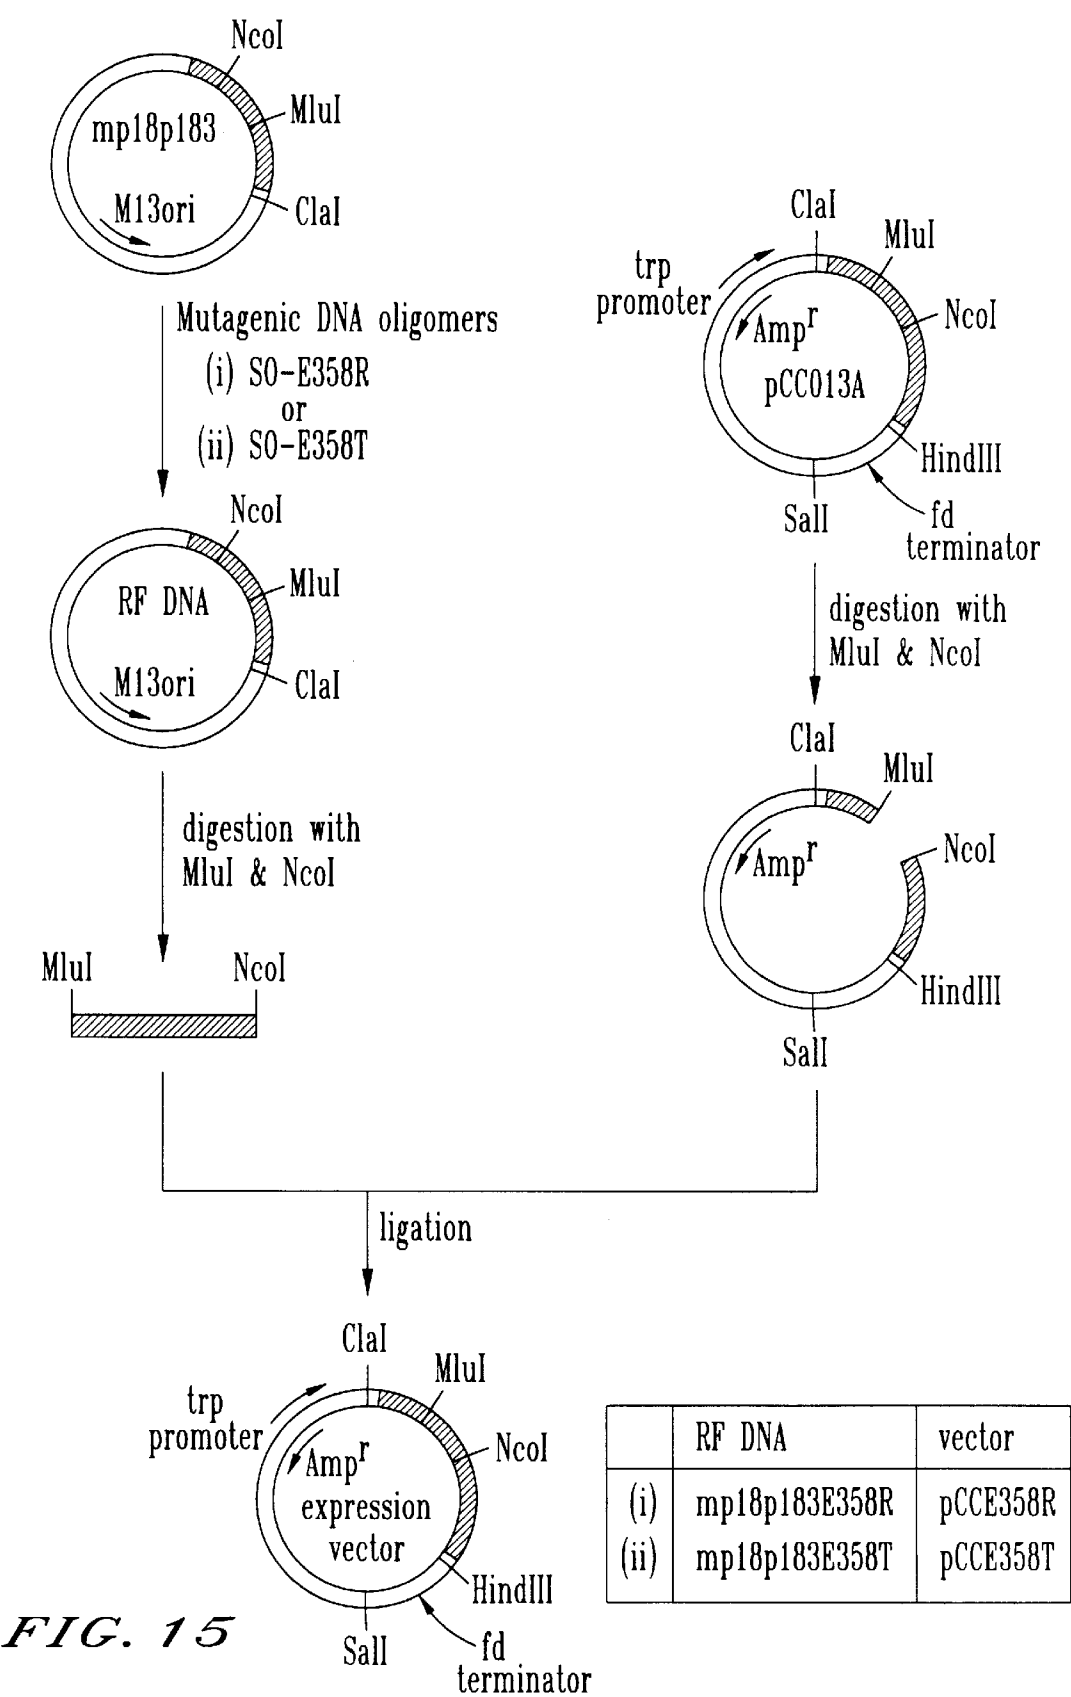 NcoI
MluI
mp18p183
M13ori
ClaI
Mutagenic DNA oligomers
(i) SO-E358R
or
(ii) SO-E358T
NcoI
MluI
RF DNA
M13ori
ClaI
digestion with
MluI & NcoI
MluI
NcoI
ClaI
MluI
trp
promoter
NcoI
Ampr
pCC013A
HindIII
SalI
fd
terminator
digestion with
MluI & NcoI
ClaI
MluI
NcoI
Ampr
HindIII
SalI
ligation
ClaI
MluI
trp
promoter
NcoI
Ampr
expression
vector
HindIII
SalI
fd
terminator
RF DNA vector
(i) mp18p183E358R pCCE358R
(ii) mp18p183E358T pCCE358T
FIG. 15